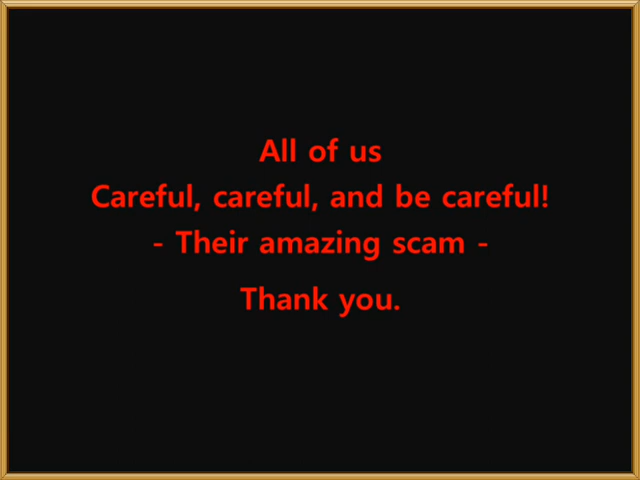 All of us
Careful, careful, and be careful!
- Their amazing scam -
Thank you.